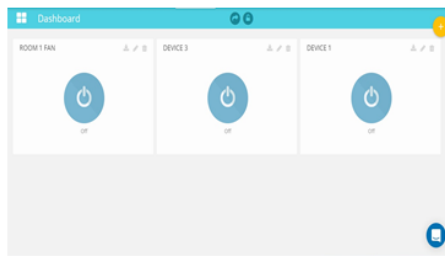 Dashboard
ROOM 1 FAN
DEVICE 3
DEVICE 1
Off
Off
Off